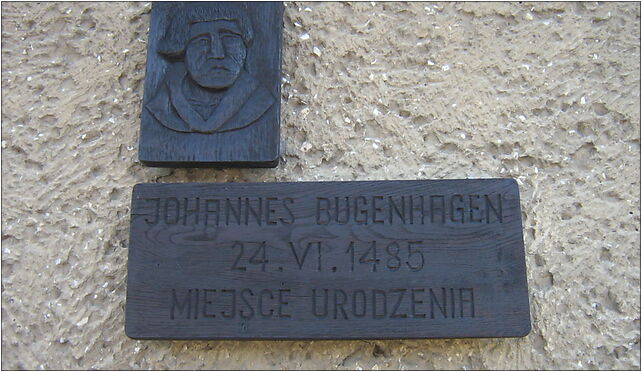 JOHANNES BUGENHAGEN
24.VI.1485
MIEJSCE URODZENIA